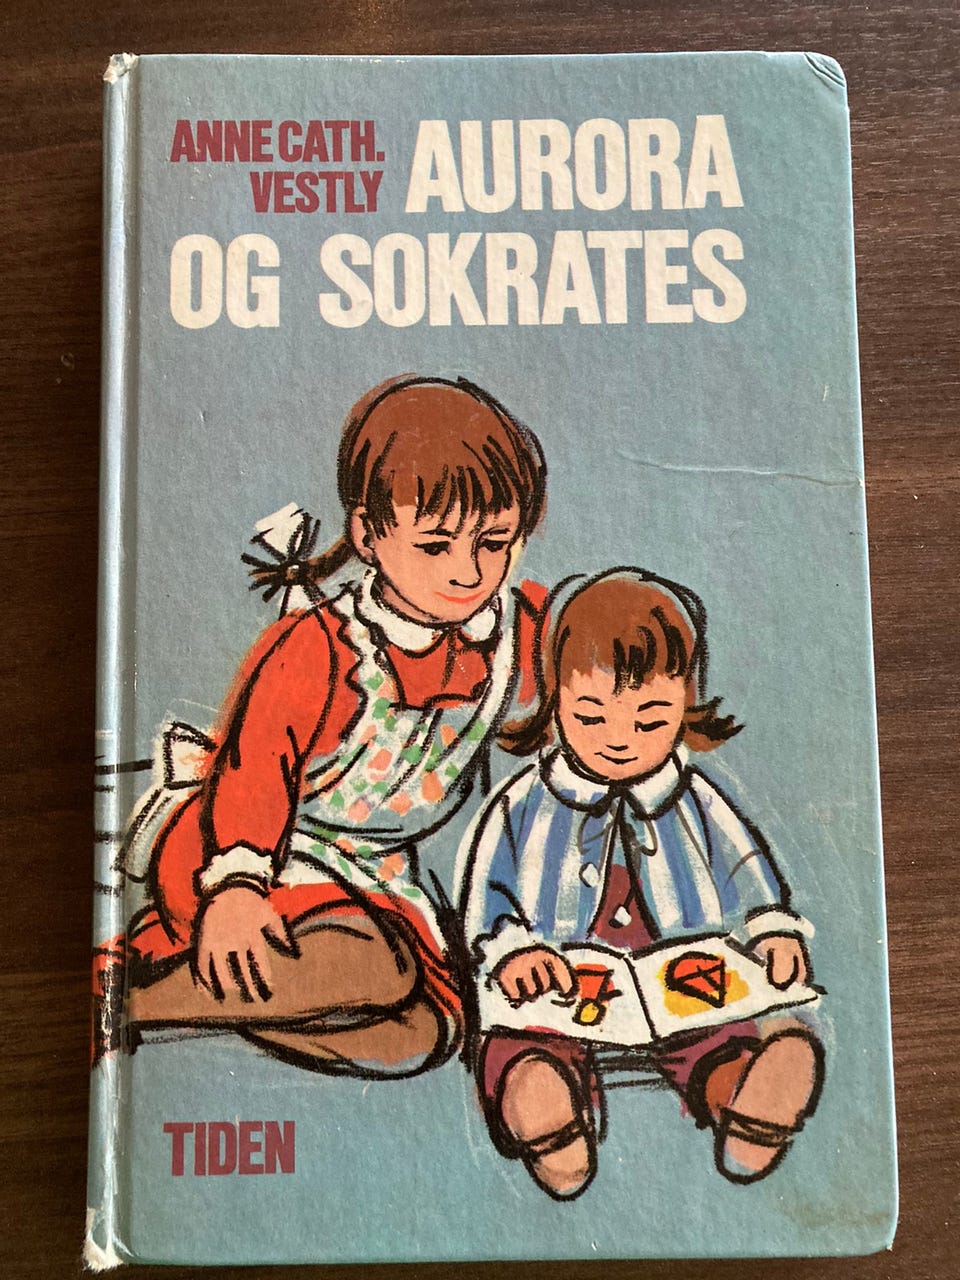 ANNE CATH.
VESTLY
AURORA
OG SOKRATES
TIDEN